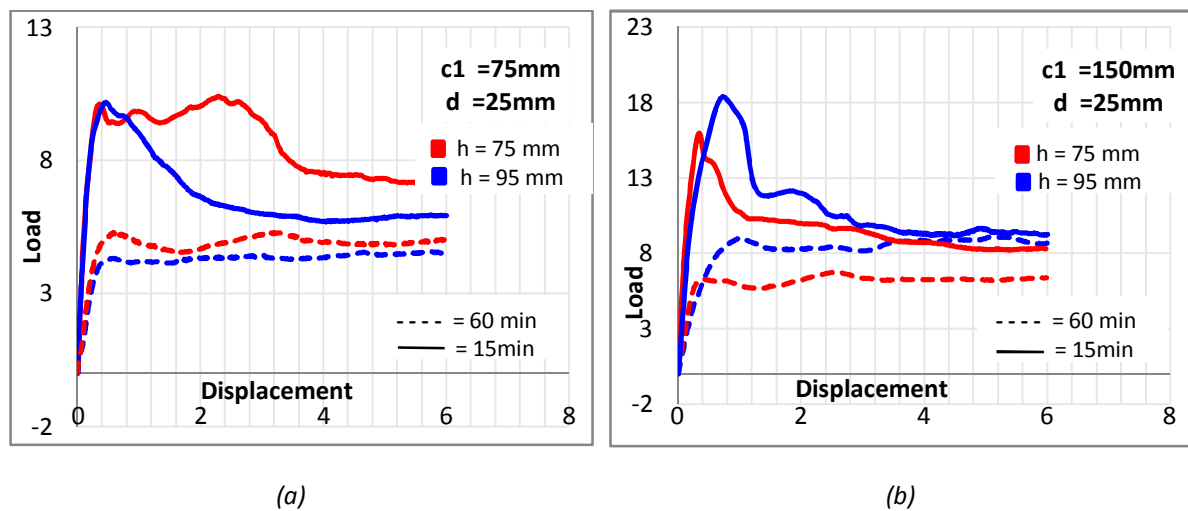 13
8
3
-2
Load
c1 =75mm
d =25mm
h = 75 mm
h = 95 mm
= 60 min
= 15min
Displacement
0 2 4 6 8
(a)
23
18
13
8
3
-2
Load
c1 =150mm
d =25mm
h = 75 mm
h = 95 mm
= 60 min
= 15min
Displacement
0 2 4 6 8
(b)